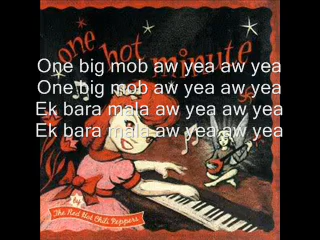 one hot minute
One big mob aw yea aw yea
One big mob aw yea aw yea
Ek bara mala aw yea aw yea
Ek bara mala aw yea aw yea
by
The Red Hot Chili Peppers